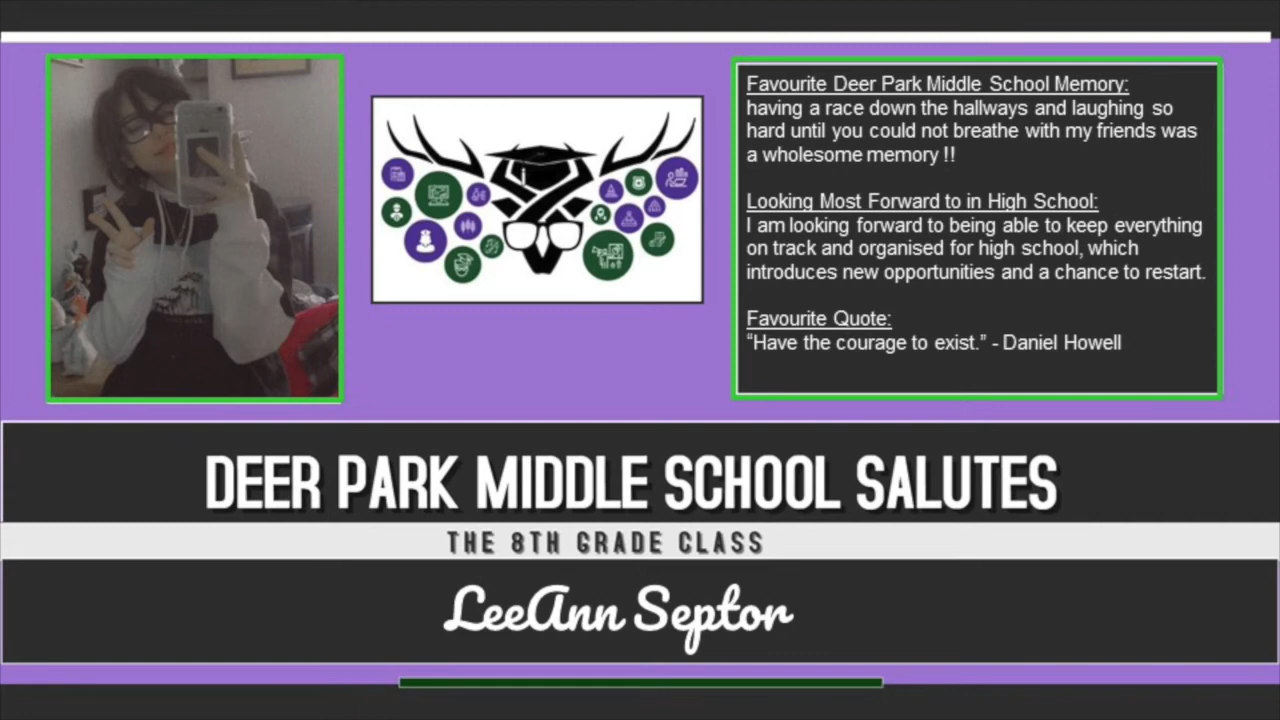 Favourite Deer Park Middle School Memory:
having a race down the hallways and laughing so
hard until you could not breathe with my friends was
a wholesome memory !!
Looking Most Forward to in High School:
I am looking forward to being able to keep everything
on track and organised for high school, which
introduces new opportunities and a chance to restart.
Favourite Quote:
“Have the courage to exist.” - Daniel Howell
DEER PARK MIDDLE SCHOOL SALUTES
THE 8TH GRADE CLASS
LeeAnn Septor